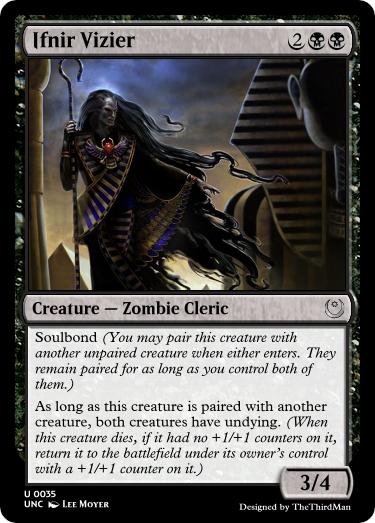 Ifnir Vizier 2
Creature — Zombie Cleric
Soulbond (You may pair this creature with
another unpaired creature when either enters. They
remain paired for as long as you control both of
them.)
As long as this creature is paired with another
creature, both creatures have undying. (When
this creature dies, if it had no +1/+1 counters on it,
return it to the battlefield under its owner's control
with a +1/+1 counter on it.)
3/4
U 0035
UNC LEE MOYER
Designed by TheThirdMan